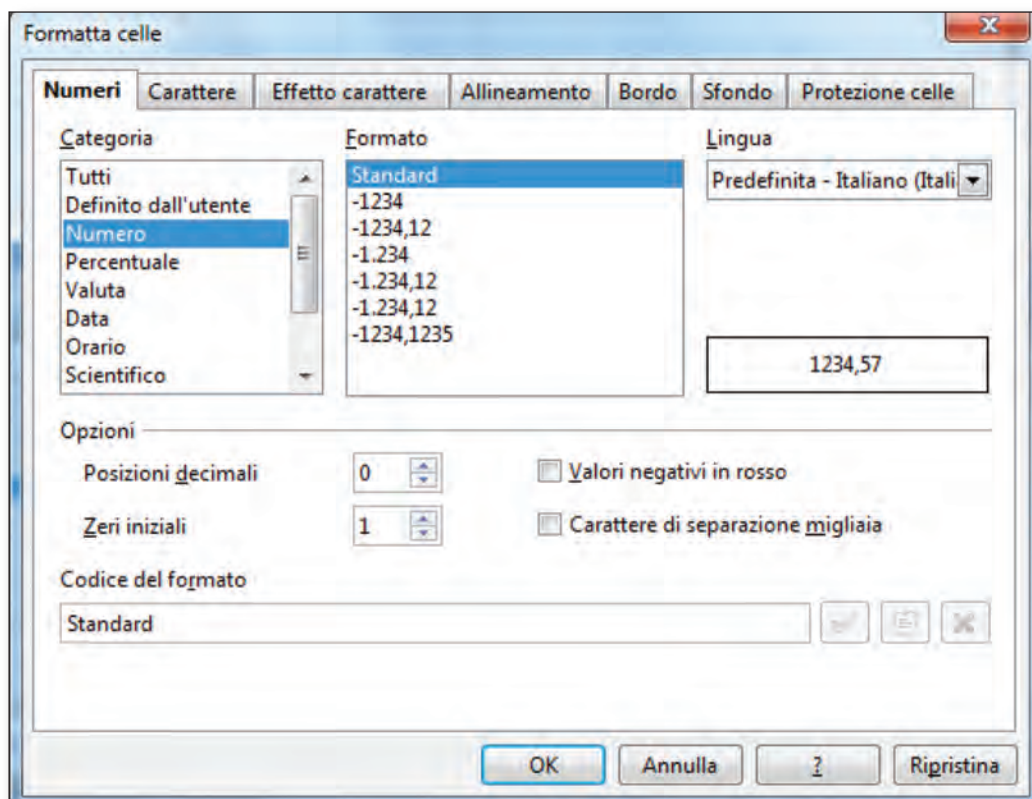 Formatta celle
Numeri Carattere Effetto carattere Allineamento Bordo Sfondo Protezione celle
Categoria
Tutti
Definito dall'utente
Numero
Percentuale
Valuta
Data
Orario
Scientifico
Formato
Standard
-1234
-1234,12
-1.234
-1.234,12
-1.234,12
-1234,1235
Lingua
Predefinita - Italiano (Itali
1234,57
Opzioni
Posizioni decimali 0
Valori negativi in rosso
Zeri iniziali 1
Carattere di separazione migliaia
Codice del formato
Standard
OK Annulla ? Ripristina